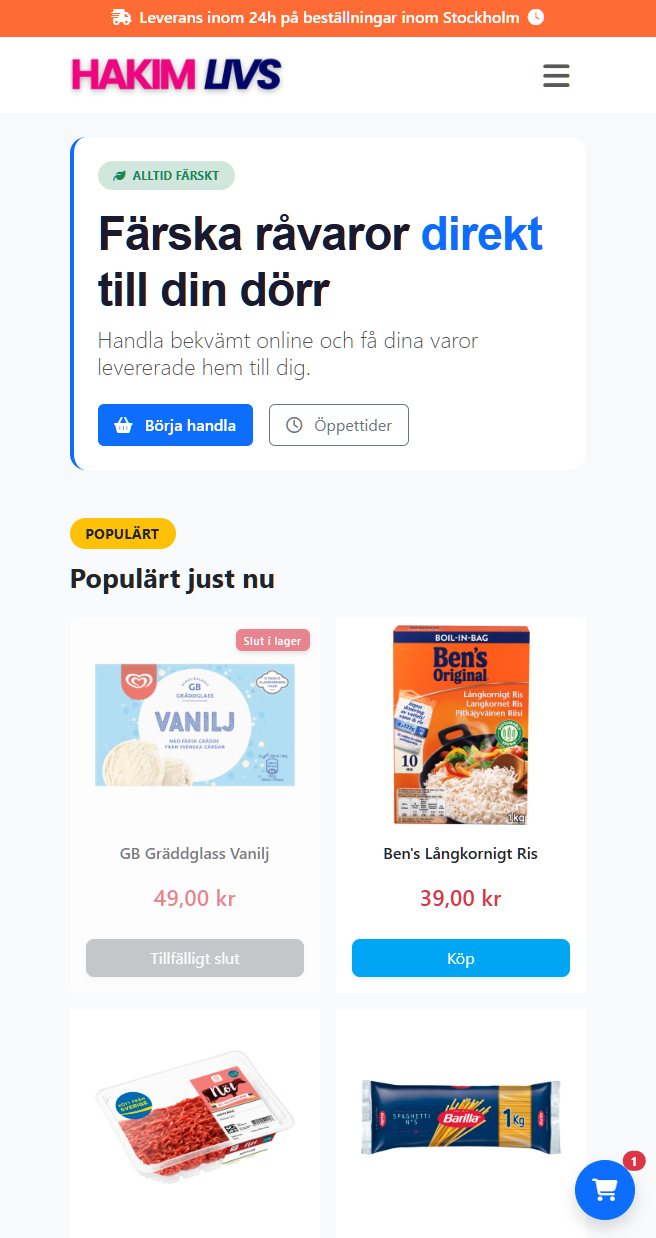 Leverans inom 24h på beställningar inom Stockholm
HAKIM LIVS
ALLTID FÄRSKT
Färska råvaror direkt
till din dörr
Handla bekvämt online och få dina varor
levererade hem till dig.
Börja handla
Öppettider
POPULÄRT
Populärt just nu
Slut i lager
GB
GRÄDDGLASS
VANILJ
MED FÄRSK GRÄDDE
FRÅN SVENSKA GÅRDAR
GB Gräddglass Vanilj
49,00 kr
Tillfälligt slut
BOIL-IN-BAG
Ben's
Original
Långkornigt Ris
Langkornet Ris
Pitkäjyväinen Riisi
10
1kg
Ben's Långkornigt Ris
39,00 kr
Köp
KÖTT FRÅN
SVERIGE
Nöt
Nöt
SPAGHETTI
Nº5
Barilla
1Kg
1